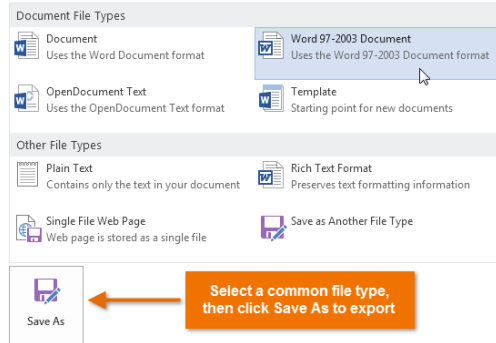 Document File Types
Document
Uses the Word Document format
Word 97-2003 Document
Uses the Word 97-2003 Document format
OpenDocument Text
Uses the OpenDocument Text format
Template
Starting point for new documents
Other File Types
Plain Text
Contains only the text in your document
Rich Text Format
Preserves text formatting information
Single File Web Page
Web page is stored as a single file
Save as Another File Type
Save As
Select a common file type,
then click Save As to export